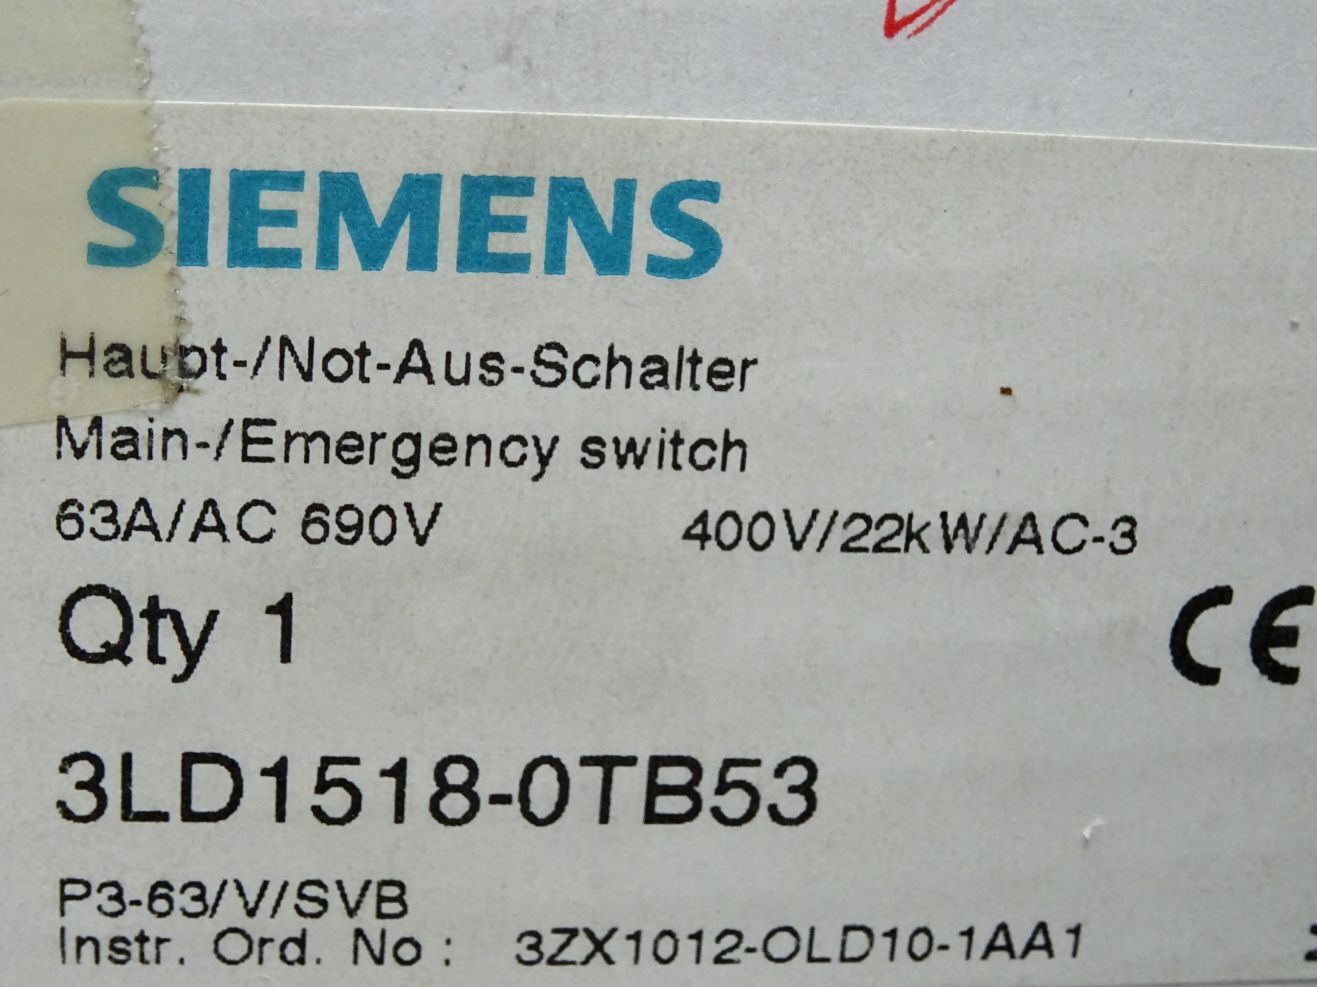 SIEMENS
Haupt-/Not-Aus-Schalter
Main-/Emergency switch
63A/AC 690V 400V/22kW/AC-3
Qty 1
CE
3LD1518-0TB53
P3-63/V/SVB
Instr. Ord. No : 3ZX1012-OLD10-1AA1